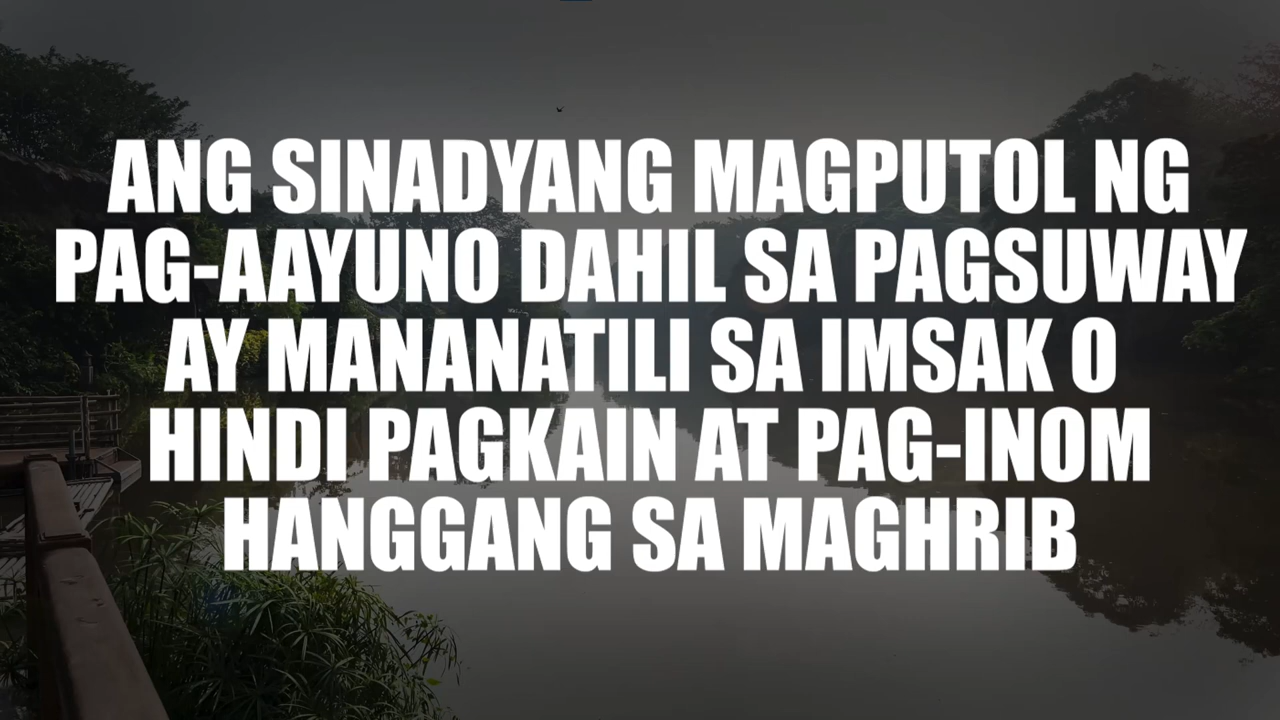 ANG SINADYANG MAGPUTOL NG
PAG-AAYUNO DAHIL SA PAGSUWAY
AY MANANATILI SA IMSAK O
HINDI PAGKAIN AT PAG-INOM
HANGGANG SA MAGHRIB